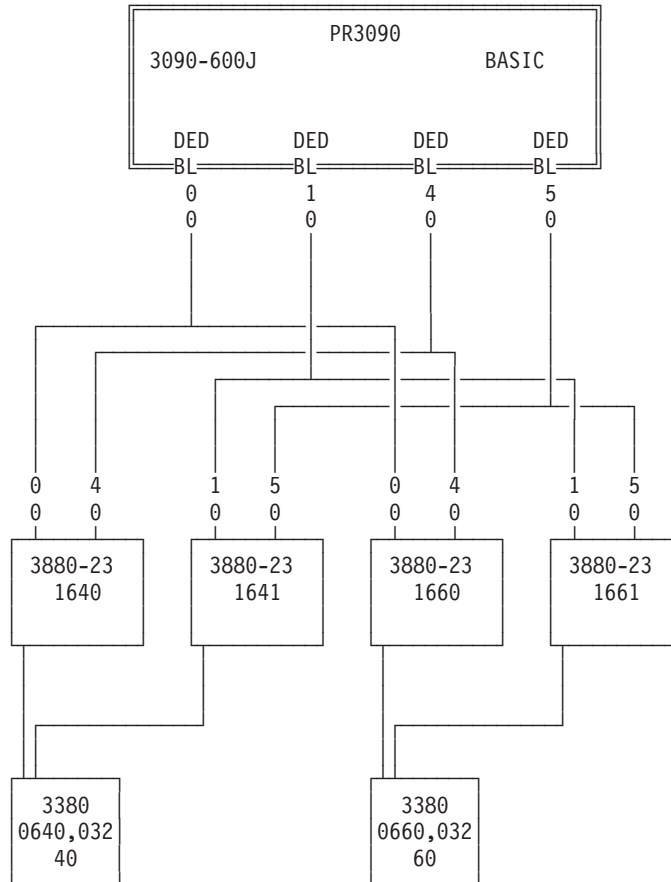 PR3090
3090-600J BASIC
DED DED DED DED
BL BL BL BL
0 1 4 5
0 0 0 0
0 4 1 5 0 4 1 5
0 0 0 0 0 0 0 0
3880-23 3880-23 3880-23 3880-23
1640 1641 1660 1661
3380 3380
0640,032 0660,032
40 60